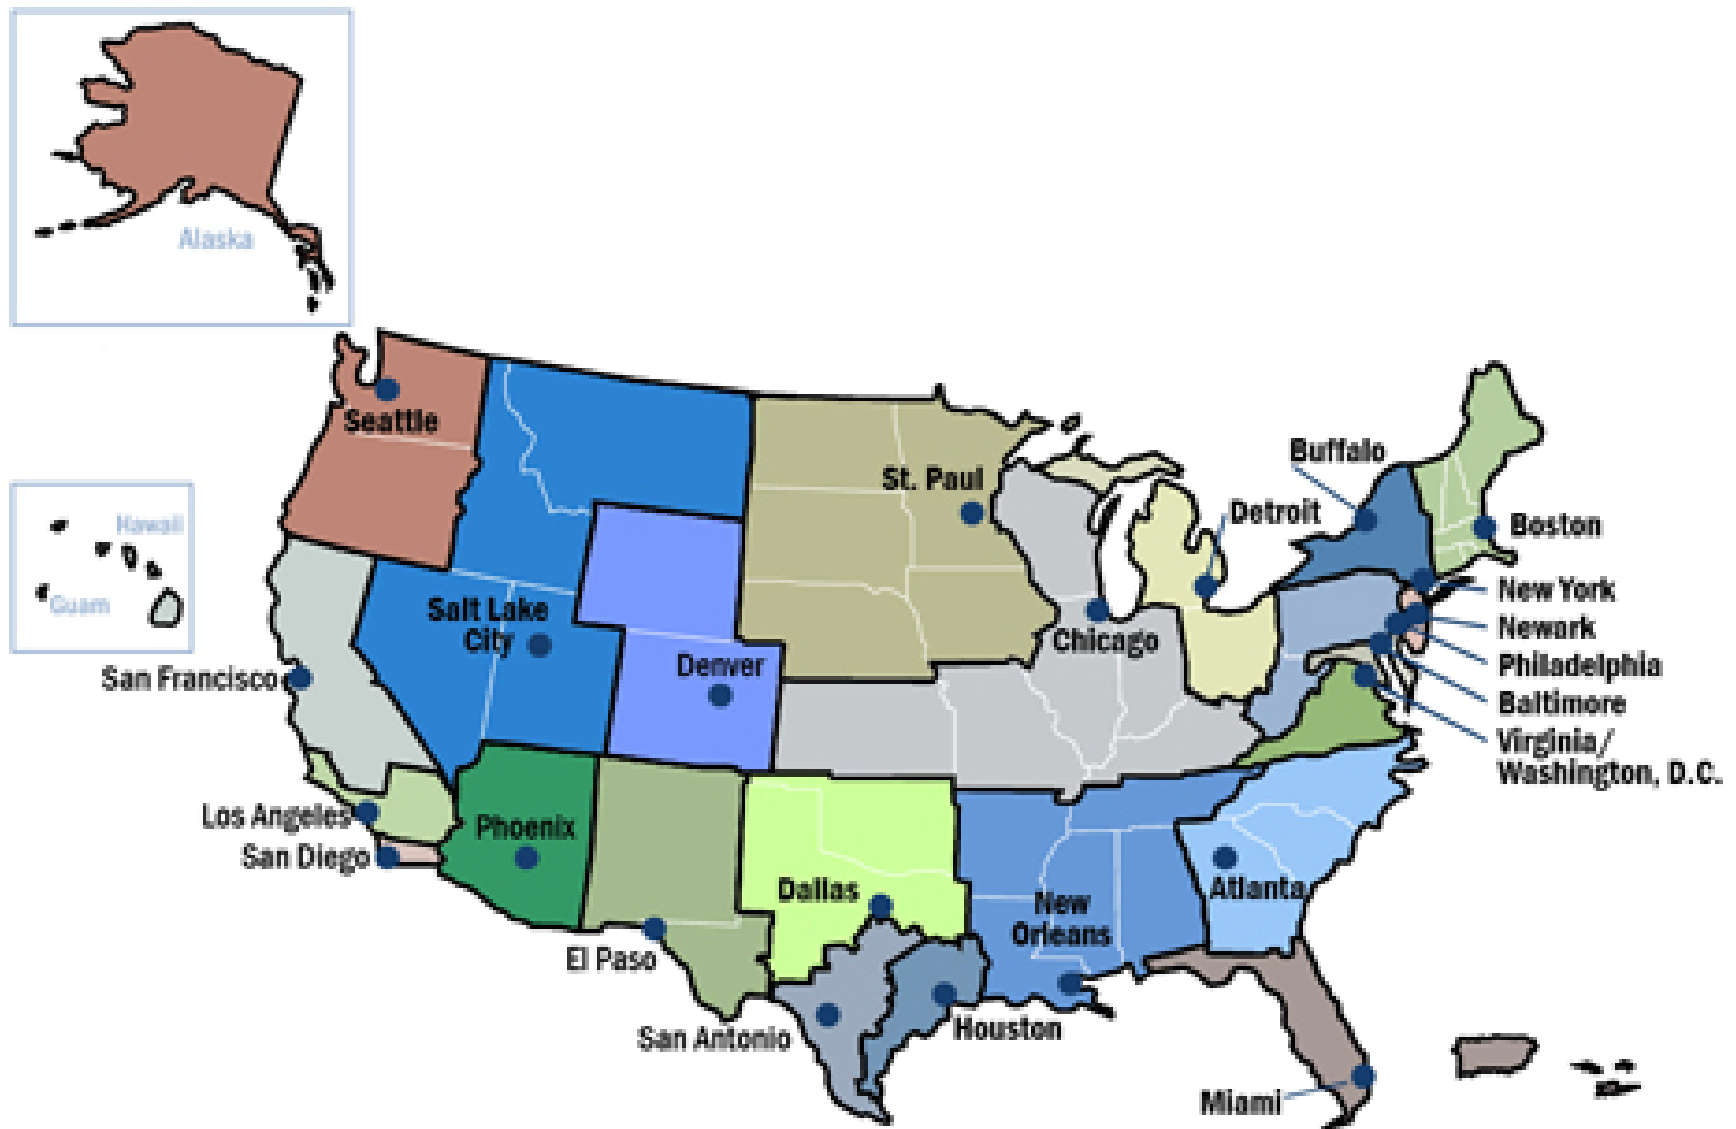 Alaska
Seattle
Buffalo
St. Paul
Detroit
Boston
Hawaii
New York
Guam
Salt Lake
City
Newark
Chicago
Philadelphia
San Francisco
Denver
Baltimore
Virginia/
Washington, D.C.
Los Angeles
Phoenix
San Diego
Dallas
Atlanta
New
Orleans
El Paso
San Antonio
Houston
Miami